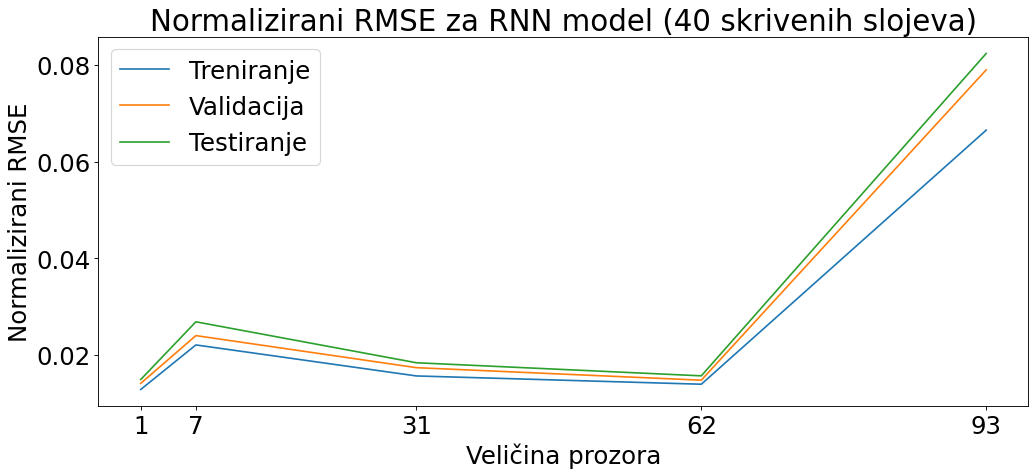 Normalizirani RMSE za RNN model (40 skrivenih slojeva)
Normalizirani RMSE
0.08
0.06
0.04
0.02
Treniranje
Validacija
Testiranje
1 7 31 62 93
Veličina prozora